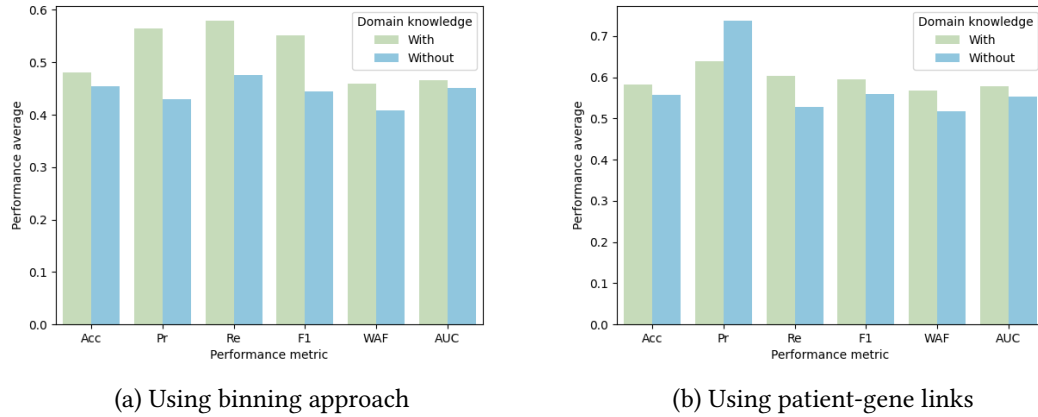 0.6
0.5
0.4
0.3
0.2
0.1
0.0
Performance average
Domain knowledge
With
Without
Acc Pr Re F1 WAF AUC
Performance metric
(a) Using binning approach
0.7
0.6
0.5
0.4
0.3
0.2
0.1
0.0
Performance average
Domain knowledge
With
Without
Acc Pr Re F1 WAF AUC
Performance metric
(b) Using patient-gene links